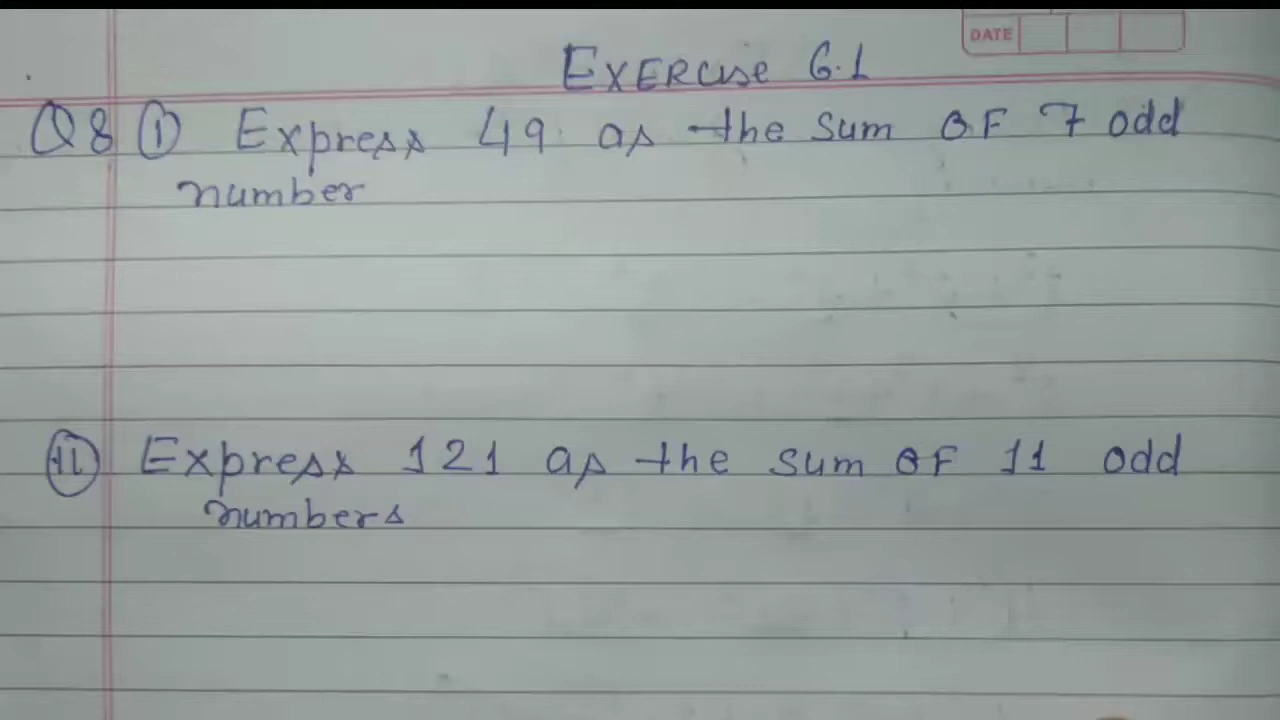 DATE
EXERCISE 6.1
Q8 (i) Express 49 as the sum OF 7 odd
number
(ii) Express 121 as the sum OF 11 odd
numbers